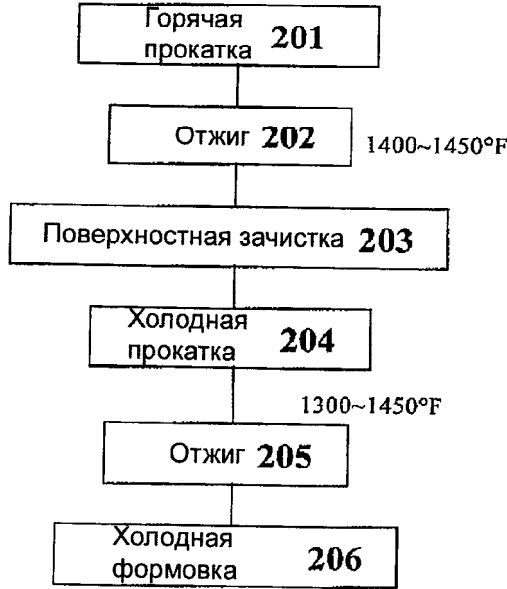 Горячая
прокатка 201
Отжиг 202
1400~1450°F
Поверхностная зачистка 203
Холодная
прокатка 204
1300~1450°F
Отжиг 205
Холодная
формовка 206